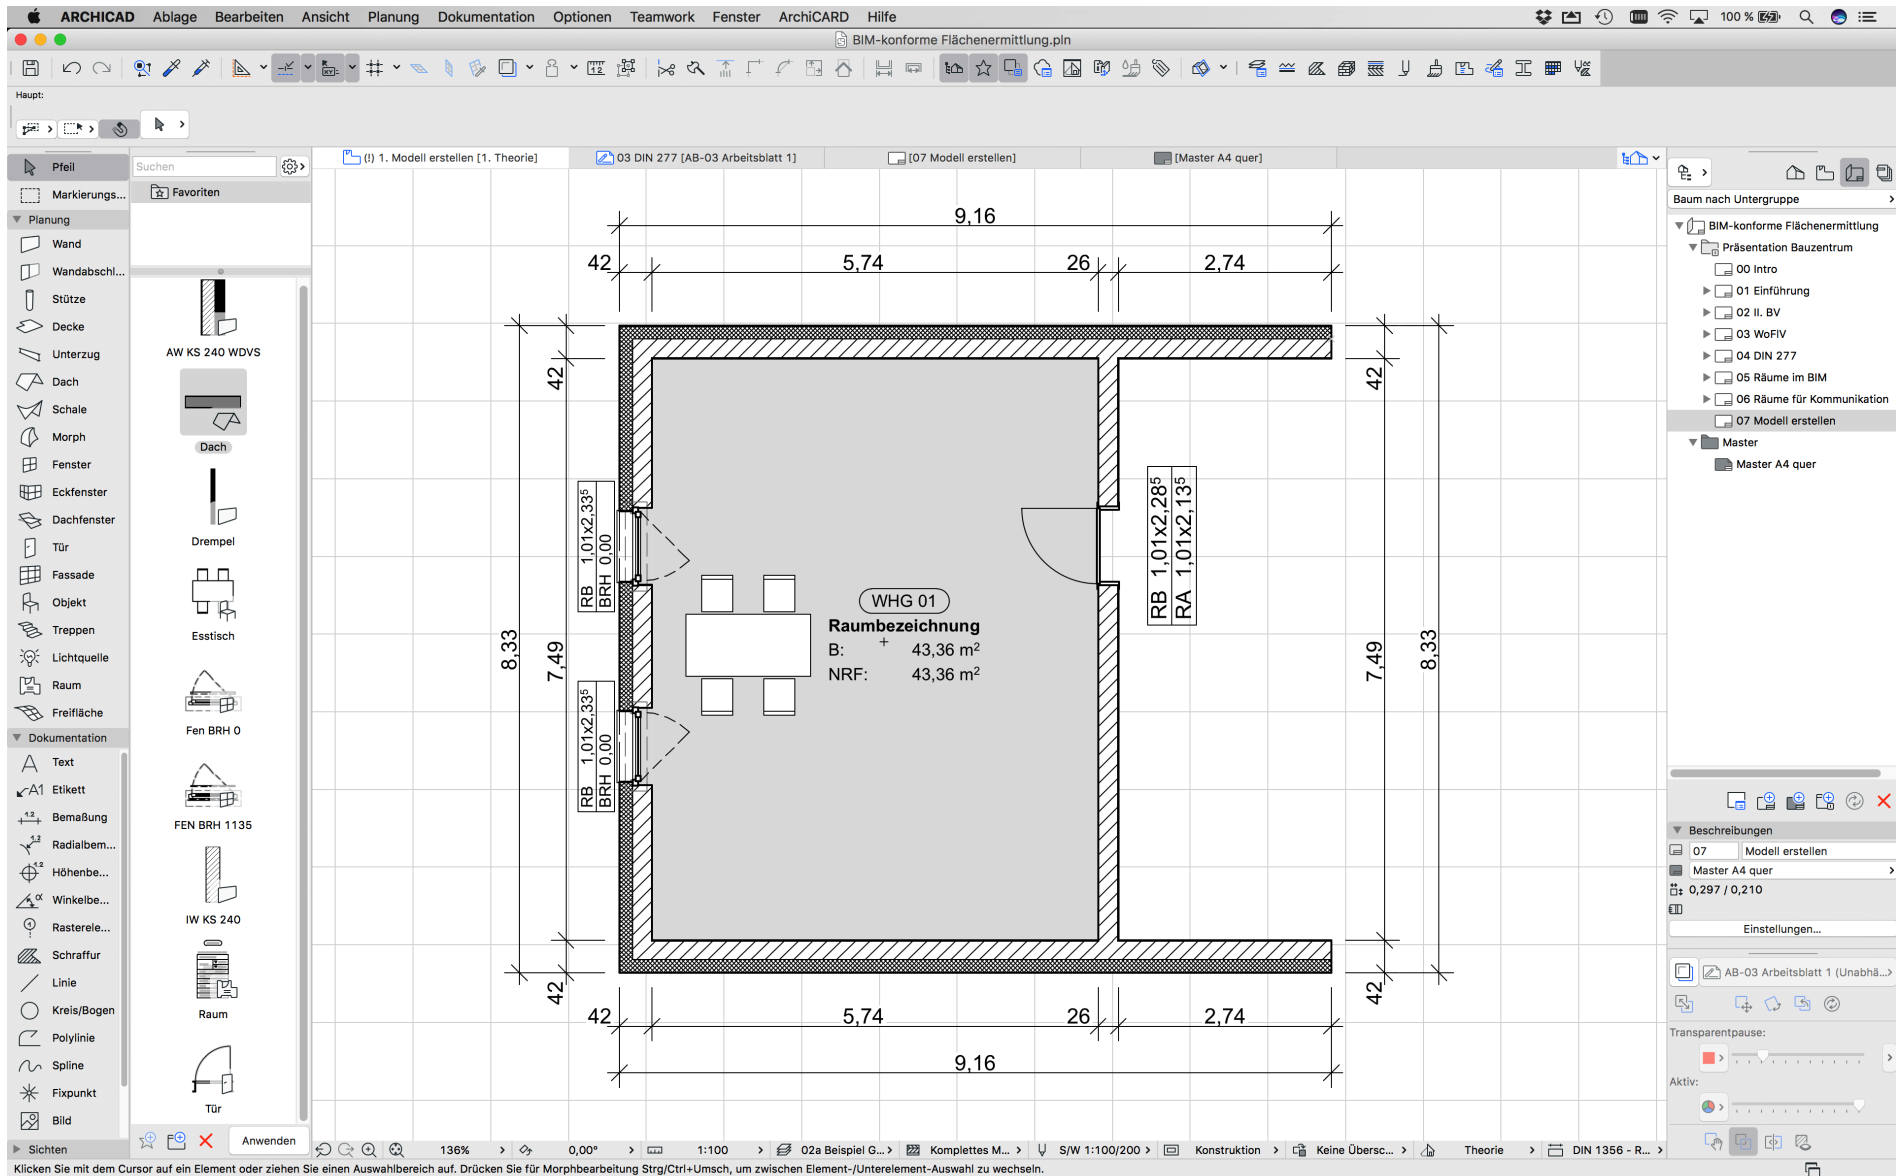 ARCHICAD Ablage Bearbeiten Ansicht Planung Dokumentation Optionen Teamwork Fenster ArchiCARD Hilfe 100 %
BIM-konforme Flächenermittlung.pln
Haupt:
Pfeil
Markierungs...
Planung
Wand
Wandabschl...
Stütze
Decke
Unterzug
Dach
Schale
Morph
Fenster
Eckfenster
Dachfenster
Tür
Fassade
Objekt
Treppen
Lichtquelle
Raum
Freifläche
Dokumentation
Text
A1 Etikett
1.2 Bemaßung
1.2 Radialbem...
1.2 Höhenbe...
α Winkelbe...
Rasterele...
Schraffur
Linie
Kreis/Bogen
Polylinie
Spline
Fixpunkt
Bild
Sichten
Suchen
Favoriten
AW KS 240 WDVS
Dach
Drempel
Esstisch
Fen BRH 0
FEN BRH 1135
IW KS 240
Raum
Tür
Anwenden
(!) 1. Modell erstellen [1. Theorie]
03 DIN 277 [AB-03 Arbeitsblatt 1]
[07 Modell erstellen]
[Master A4 quer]
9,16
42 5,74 26 2,74
42
42
RB 1,01x2,33⁵
BRH 0,00
RB 1,01x2,28⁵
RA 1,01x2,13⁵
WHG 01
Raumbezeichnung
B: 43,36 m²
NRF: 43,36 m²
8,33
7,49
7,49
8,33
RB 1,01x2,33⁵
BRH 0,00
42
42
42 5,74 26 2,74
9,16
Baum nach Untergruppe
BIM-konforme Flächenermittlung
Präsentation Bauzentrum
00 Intro
01 Einführung
02 II. BV
03 WoFlV
04 DIN 277
05 Räume im BIM
06 Räume für Kommunikation
07 Modell erstellen
Master
Master A4 quer
Beschreibungen
07 Modell erstellen
Master A4 quer
0,297 / 0,210
Einstellungen...
AB-03 Arbeitsblatt 1 (Unabhä...
Transparentpause:
Aktiv:
136% 0,00° 1:100 02a Beispiel G... Komplettes M... S/W 1:100/200 Konstruktion Keine Übersc... Theorie DIN 1356 - R...
Klicken Sie mit dem Cursor auf ein Element oder ziehen Sie einen Auswahlbereich auf. Drücken Sie für Morphbearbeitung Strg/Ctrl+Umsch, um zwischen Element-/Unterelement-Auswahl zu wechseln.